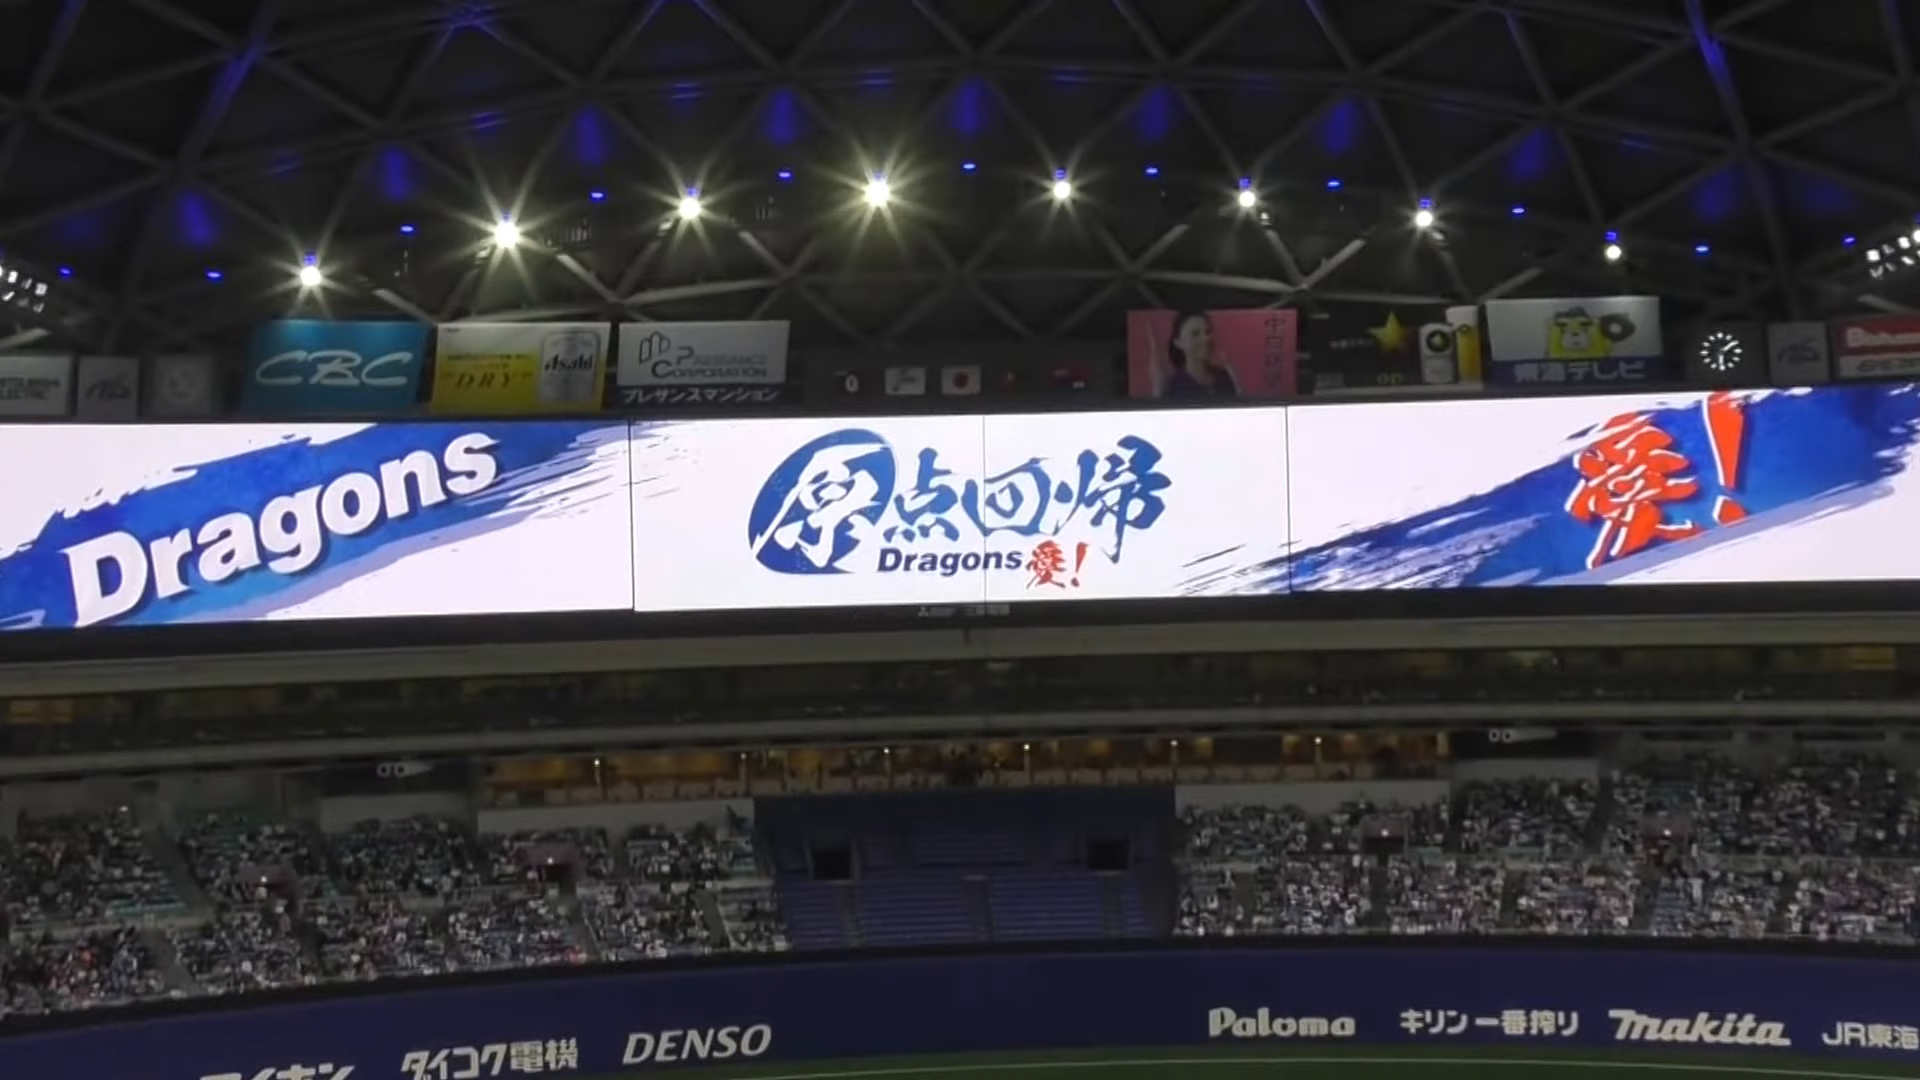 CBC
Asahi
DRY
PRESSANCE
CORPORATION
プレサンスマンション
東海テレビ
Dragons
原点回帰
Dragons愛!
愛!
ダイコク電機
DENSO
Paloma
キリン一番搾り
makita
JR東海